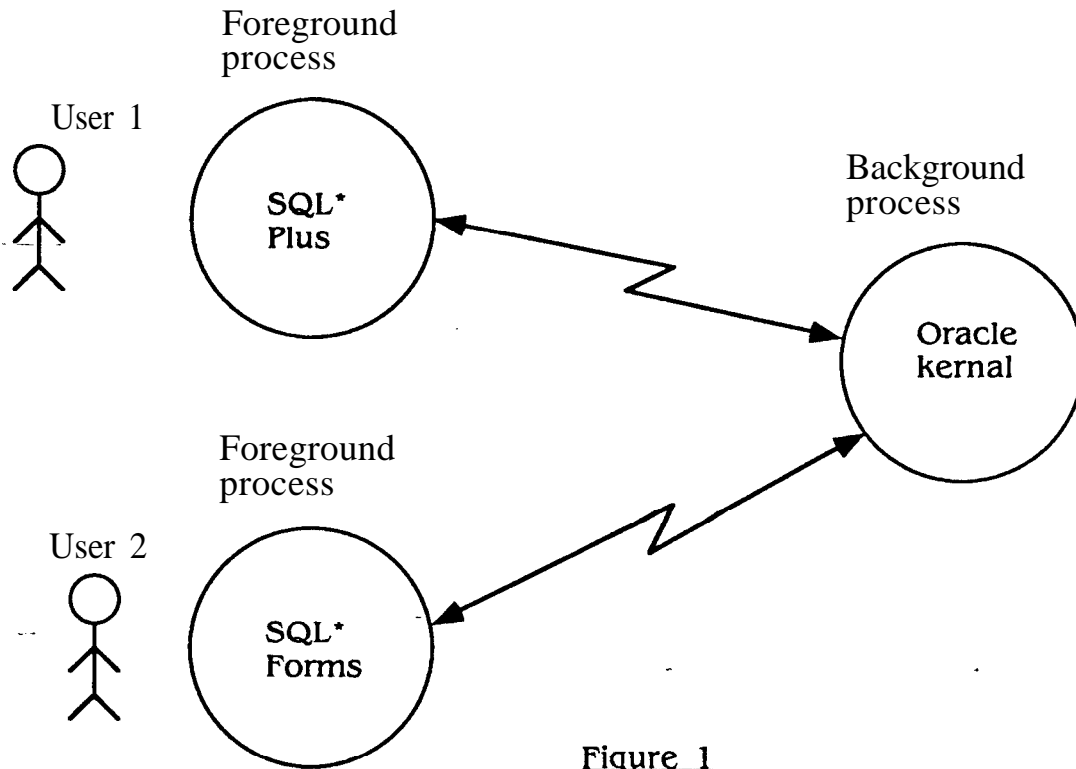 Foreground
process
User 1
SQL*
Plus
Background
process
Oracle
kernal
Foreground
process
User 2
SQL*
Forms
Figure 1